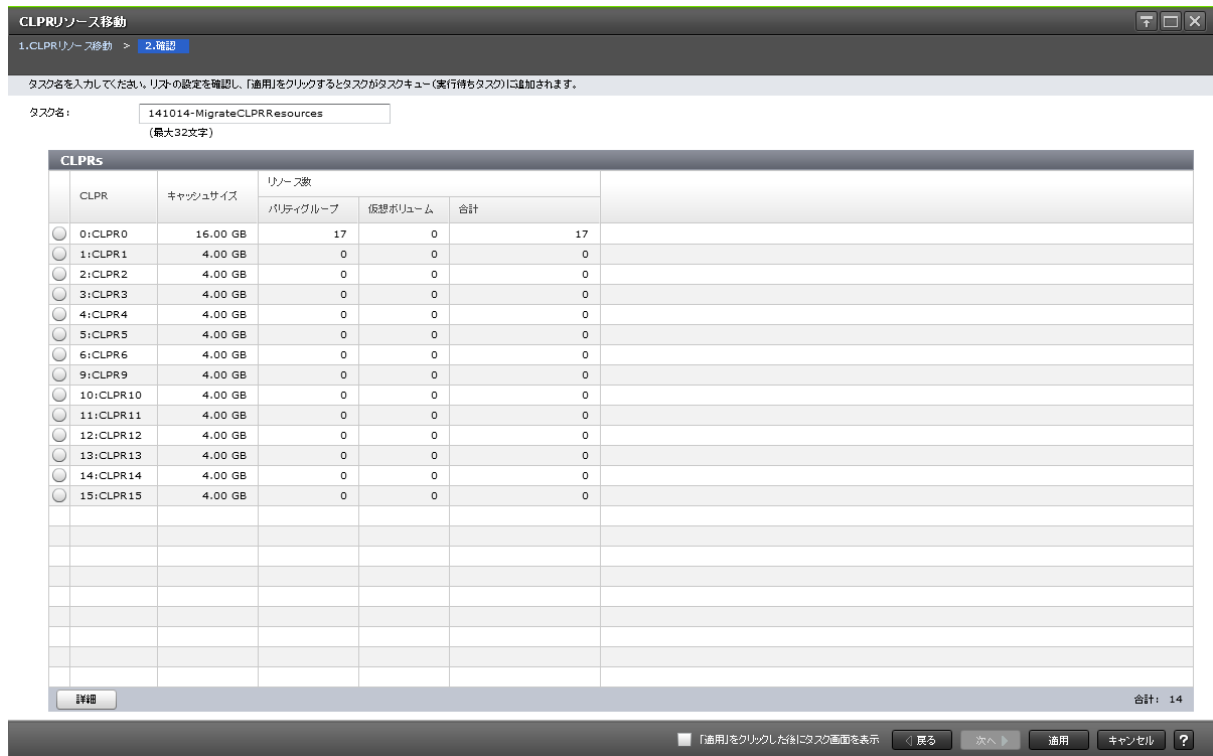 CLPRリソース移動
1.CLPRリソース移動 > 2.確認
タスク名を入力してください。リストの設定を確認し、「適用」をクリックするとタスクがタスクキュー(実行待ちタスク)に追加されます。
タスク名: 141014-MigrateCLPRResources
(最大32文字)
CLPRs
CLPR キャッシュサイズ リソース数
パリティグループ 仮想ボリューム 合計
0:CLPR0 16.00 GB 17 0 17
1:CLPR1 4.00 GB 0 0 0
2:CLPR2 4.00 GB 0 0 0
3:CLPR3 4.00 GB 0 0 0
4:CLPR4 4.00 GB 0 0 0
5:CLPR5 4.00 GB 0 0 0
6:CLPR6 4.00 GB 0 0 0
9:CLPR9 4.00 GB 0 0 0
10:CLPR10 4.00 GB 0 0 0
11:CLPR11 4.00 GB 0 0 0
12:CLPR12 4.00 GB 0 0 0
13:CLPR13 4.00 GB 0 0 0
14:CLPR14 4.00 GB 0 0 0
15:CLPR15 4.00 GB 0 0 0
詳細 合計: 14
「適用」をクリックした後にタスク画面を表示 戻る 次へ 適用 キャンセル ?